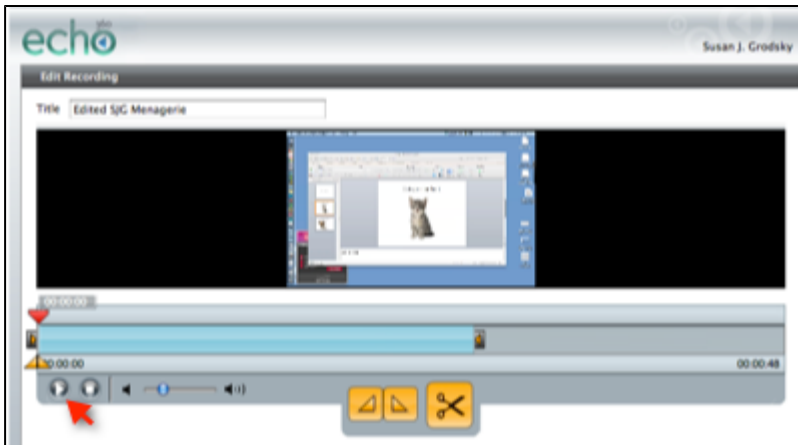 echo
Susan J. Grodsky
Edit Recording
Title Edited SJG Menagerie
00:00:00
00:00:00 00:00:48